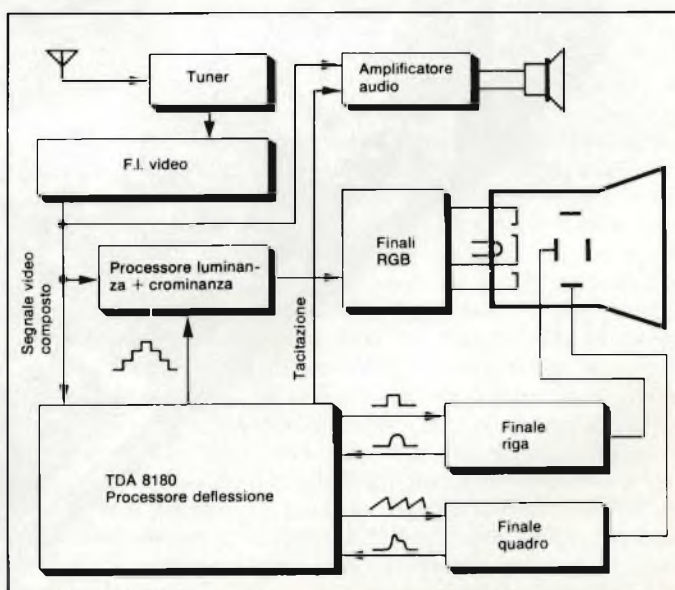 Tuner
Amplificatore
audio
F.I. video
Finali
RGB
Processore luminan-
za + crominanza
Segnale video
composto
Tacitazione
TDA 8180
Processore deflessione
Finale
riga
Finale
quadro